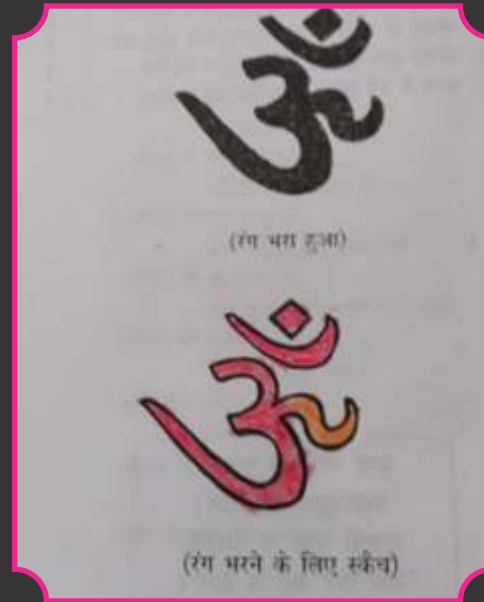 ॐ
(रंग भरा हुआ)
ॐ
(रंग भरने के लिए स्कैच)